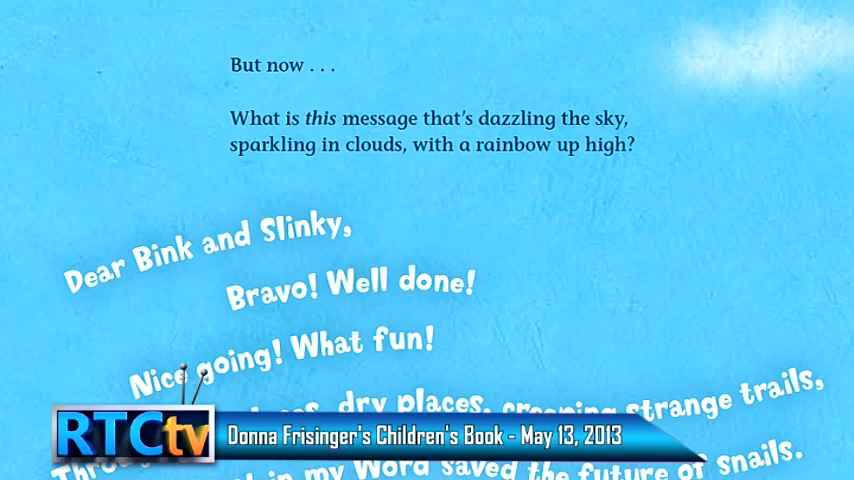 But now . . .
What is this message that's dazzling the sky,
sparkling in clouds, with a rainbow up high?
Dear Bink and Slinky,
Bravo! Well done!
Nice going! What fun!
dry places, creeping strange trails,
in my Word saved the future of snails.
RTCtv
Donna Frisinger's Children's Book - May 13, 2013